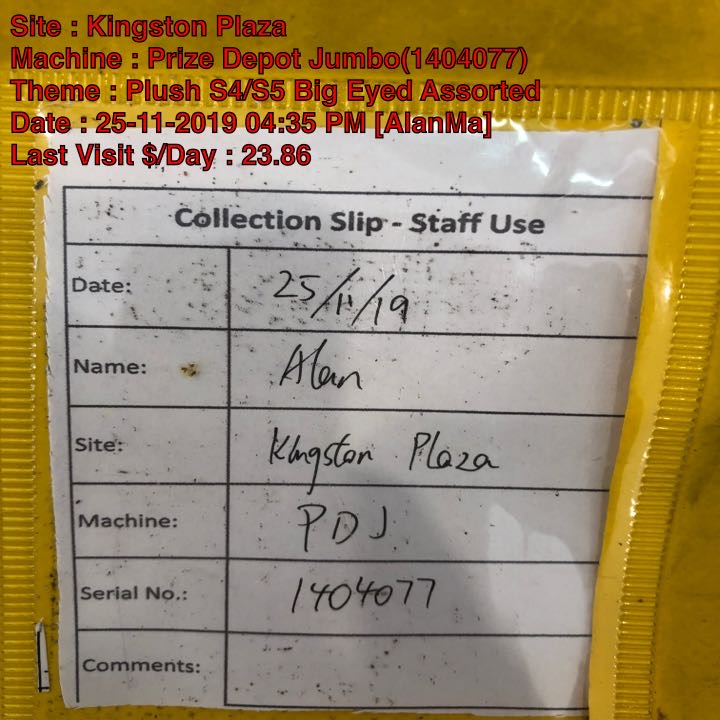 Site : Kingston Plaza
Machine : Prize Depot Jumbo(1404077)
Theme : Plush S4/S5 Big Eyed Assorted
Date : 25-11-2019 04:35 PM [AlanMa]
Last Visit $/Day : 23.86
Collection Slip - Staff Use
Date: 25/11/19
Name: Alan
Site: Kingston Plaza
Machine: PDJ
Serial No.: 1404077
Comments: